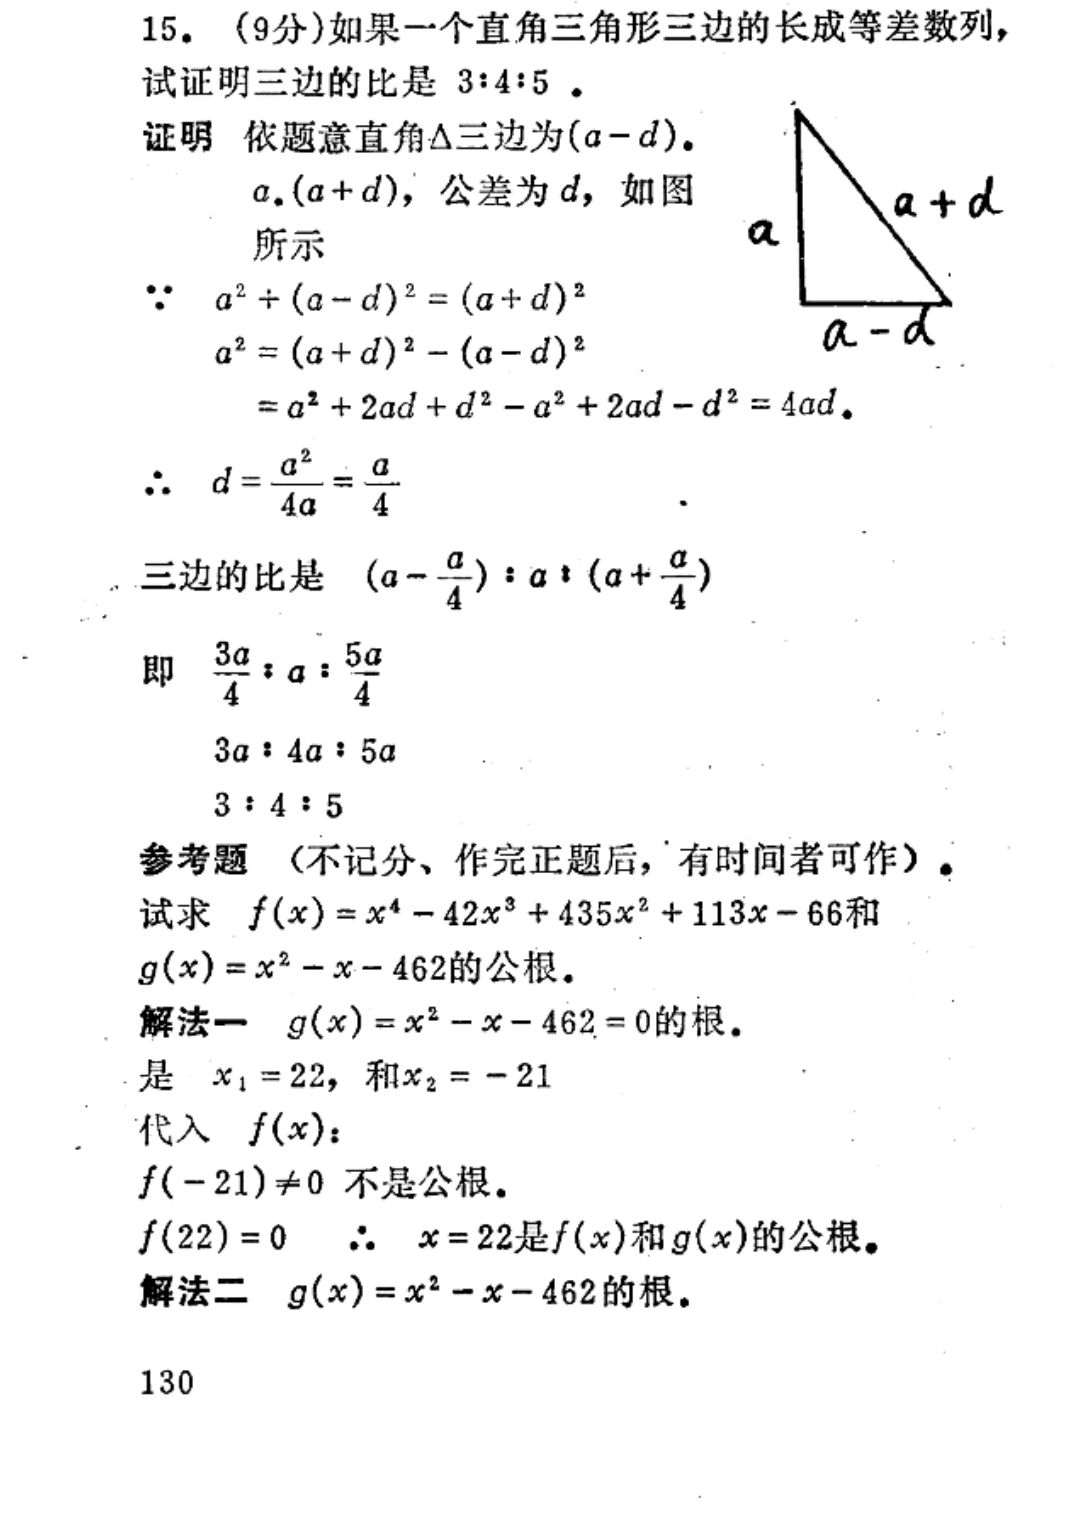 15. (9分)如果一个直角三角形三边的长成等差数列,
试证明三边的比是 3:4:5 .
证明 依题意直角△三边为(a-d).
a.(a+d), 公差为 d, 如图
所示
a
a+d
a-d
∵ a² + (a-d)² = (a+d)²
a² = (a+d)² - (a-d)²
= a² + 2ad + d² - a² + 2ad - d² = 4ad.
∴ d = a²/4a = a/4
三边的比是 (a - a/4) : a : (a + a/4)
即 3a/4 : a : 5a/4
3a : 4a : 5a
3 : 4 : 5
参考题 (不记分、作完正题后, 有时间者可作).
试求 f(x) = x⁴ - 42x³ + 435x² + 113x - 66和
g(x) = x² - x - 462的公根.
解法一 g(x) = x² - x - 462 = 0的根.
是 x₁ = 22, 和x₂ = -21
代入 f(x):
f(-21) ≠ 0 不是公根.
f(22) = 0 ∴ x = 22是f(x)和g(x)的公根.
解法二 g(x) = x² - x - 462的根.
130